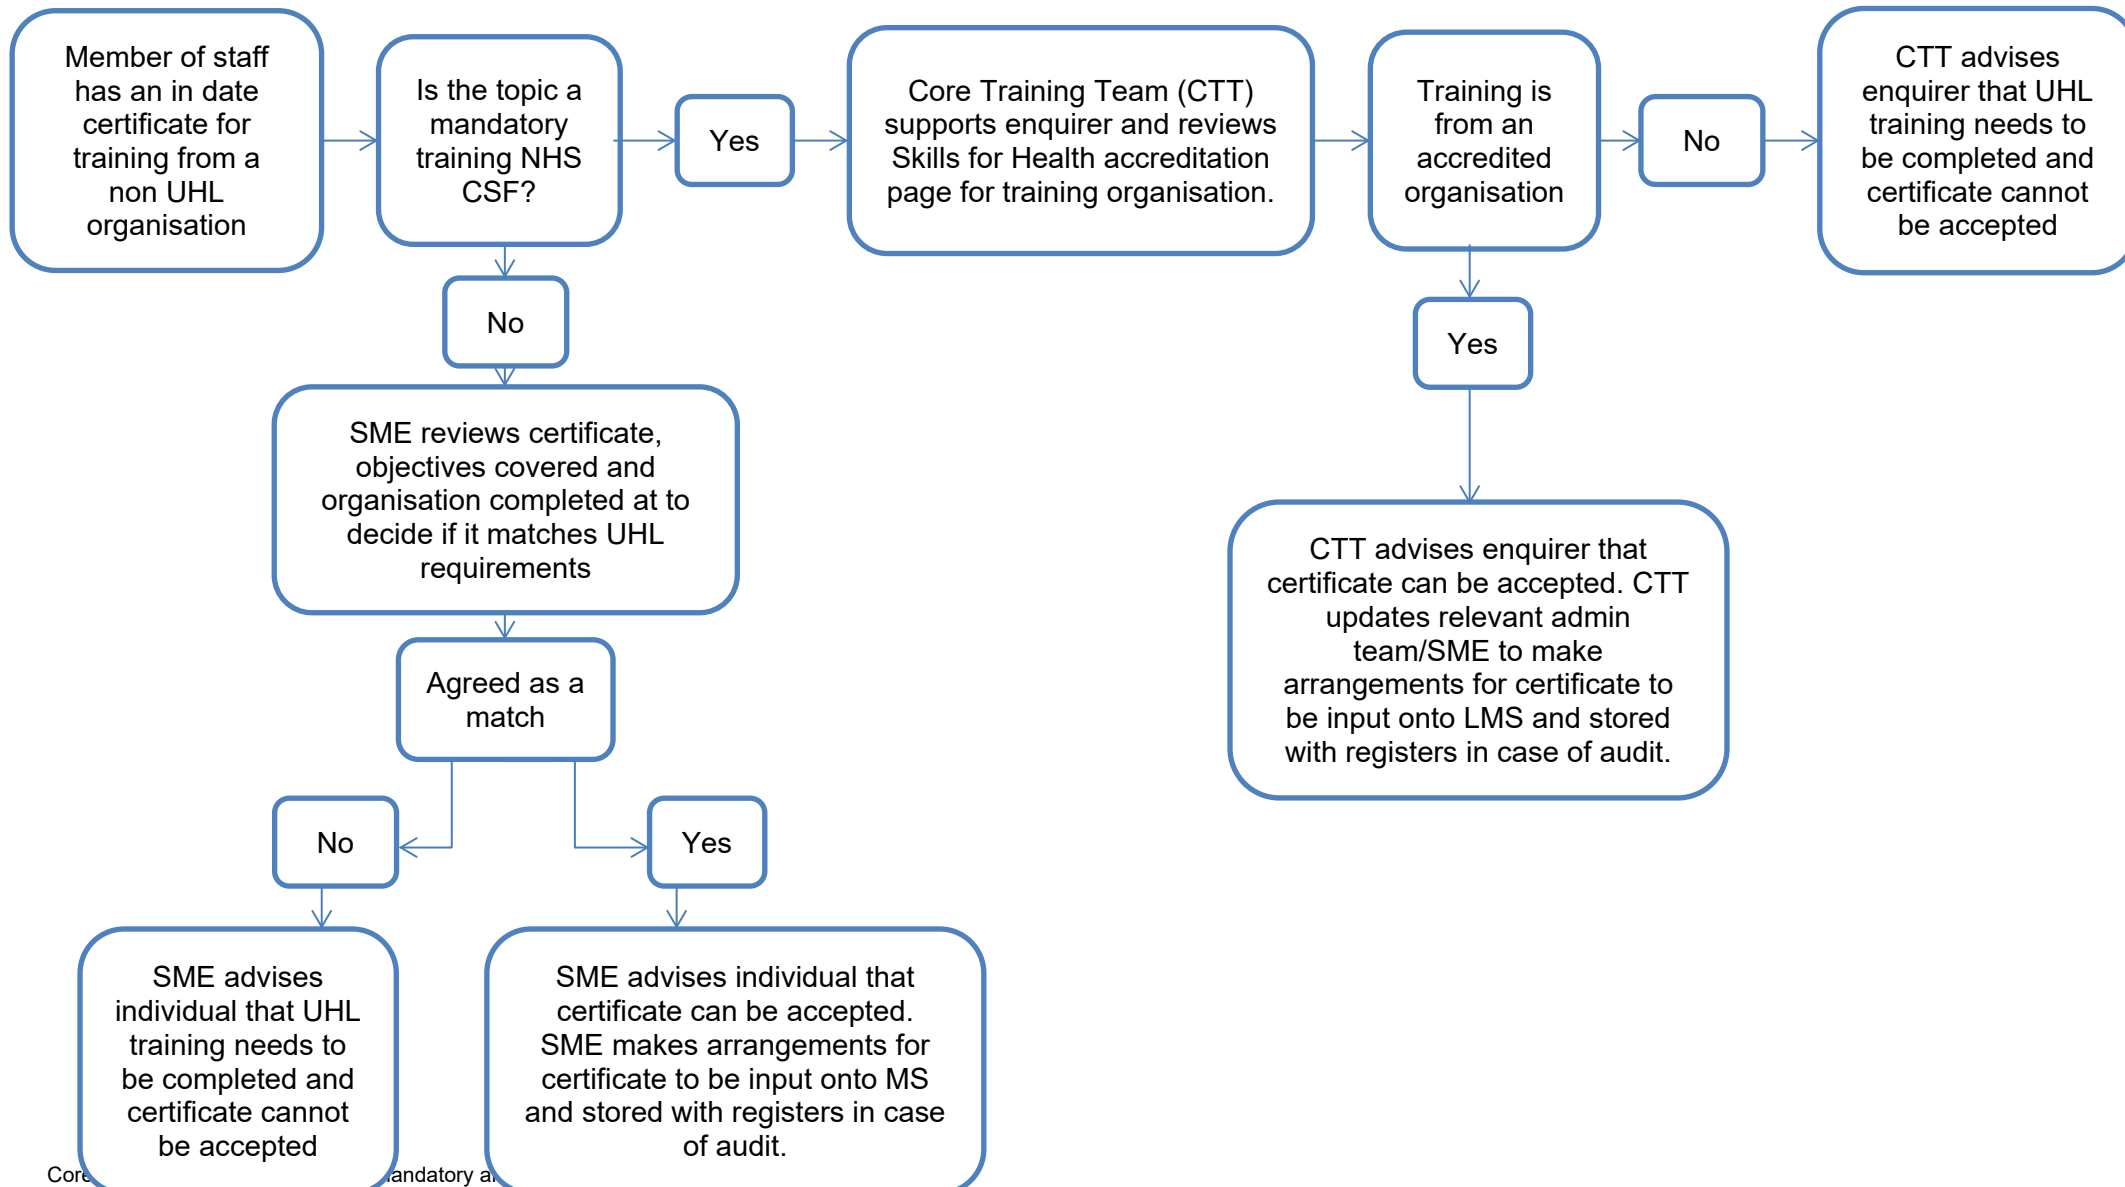 Member of staff
has an in date
certificate for
training from a
non UHL
organisation
Is the topic a
mandatory
training NHS
CSF?
Yes
Core Training Team (CTT)
supports enquirer and reviews
Skills for Health accreditation
page for training organisation.
Training is
from an
accredited
organisation
No
CTT advises
enquirer that UHL
training needs to
be completed and
certificate cannot
be accepted
No
Yes
SME reviews certificate,
objectives covered and
organisation completed at to
decide if it matches UHL
requirements
CTT advises enquirer that
certificate can be accepted. CTT
updates relevant admin
team/SME to make
arrangements for certificate to
be input onto LMS and stored
with registers in case of audit.
Agreed as a
match
No
Yes
SME advises
individual that UHL
training needs to
be completed and
certificate cannot
be accepted
SME advises individual that
certificate can be accepted.
SME makes arrangements for
certificate to be input onto MS
and stored with registers in case
of audit.